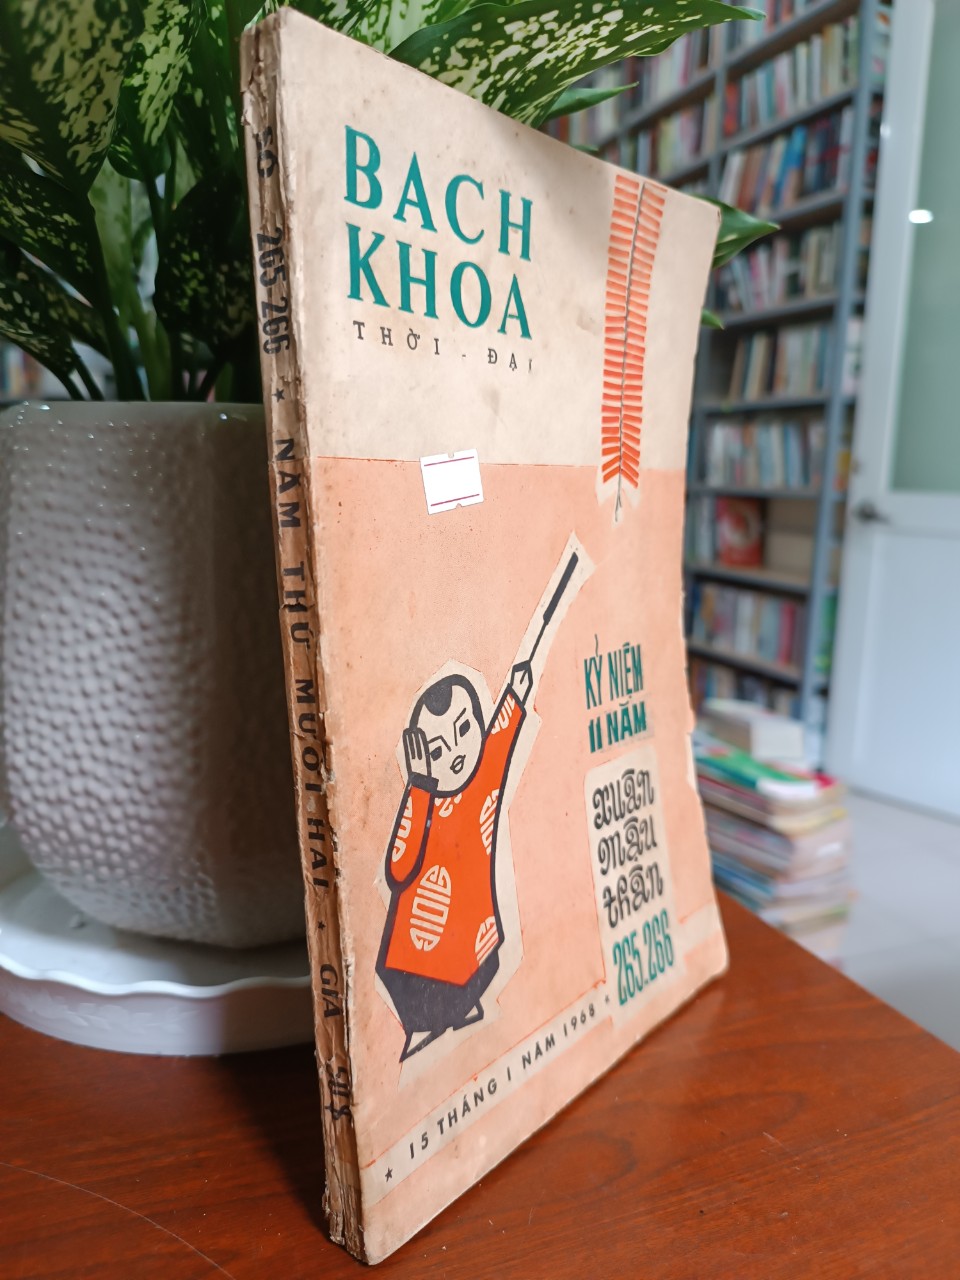 BACH
KHOA
THỜI - ĐẠI
KỶ NIỆM
11 NĂM
xuân
mậu
thân
265.266
★ 15 THÁNG 1 NĂM 1968 ★
SỐ 265-266 ★ NĂM THỨ MƯỜI HAI ★ GIÁ